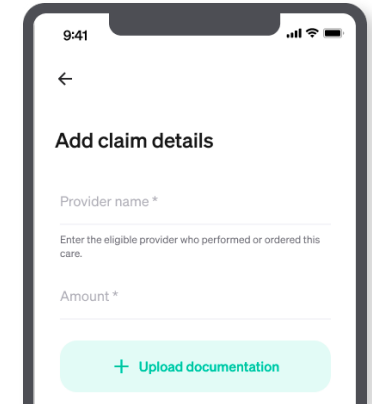 9:41
Add claim details
Provider name *
Enter the eligible provider who performed or ordered this
care.
Amount *
+ Upload documentation